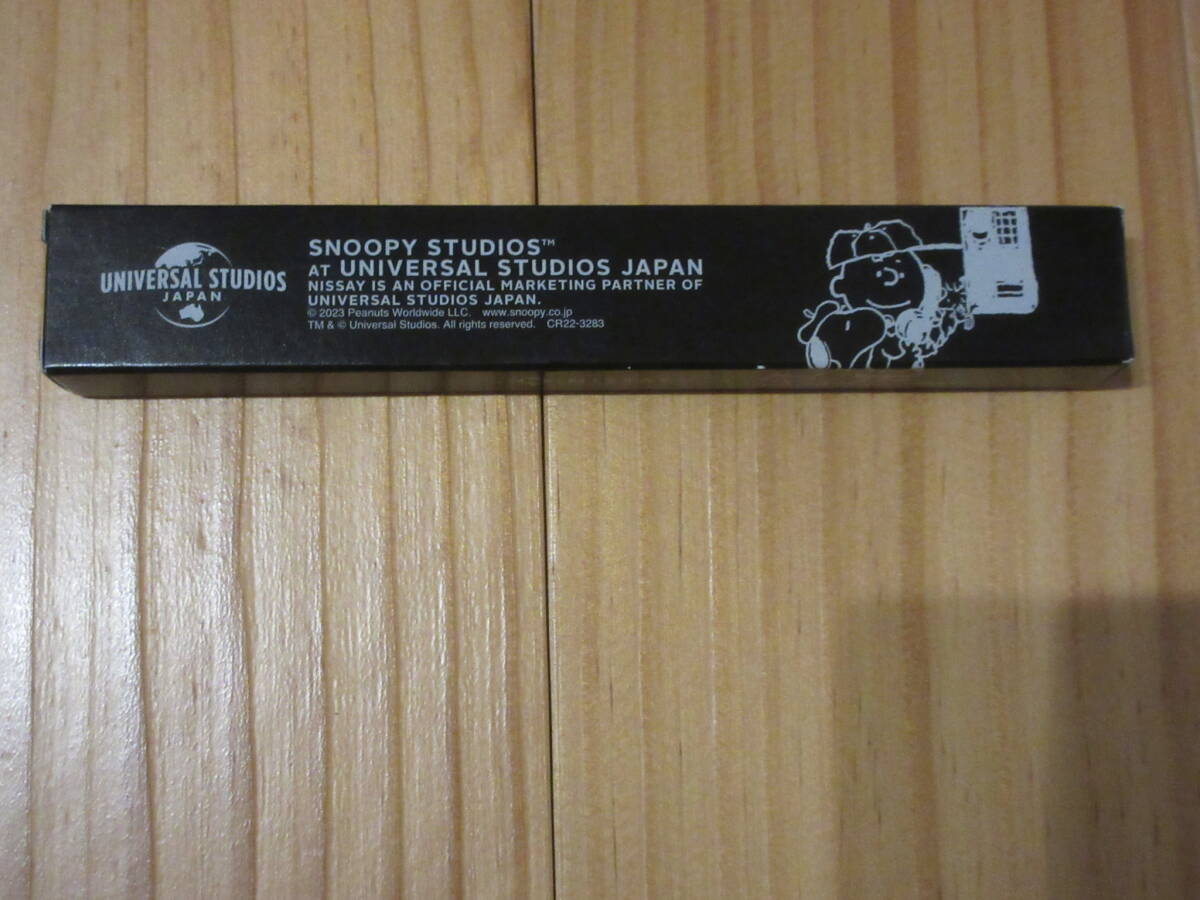 UNIVERSAL STUDIOS
JAPAN
SNOOPY STUDIOS™
AT UNIVERSAL STUDIOS JAPAN
NISSAY IS AN OFFICIAL MARKETING PARTNER OF
UNIVERSAL STUDIOS JAPAN.
© 2023 Peanuts Worldwide LLC. www.snoopy.co.jp
TM & © Universal Studios. All rights reserved. CR22-3283